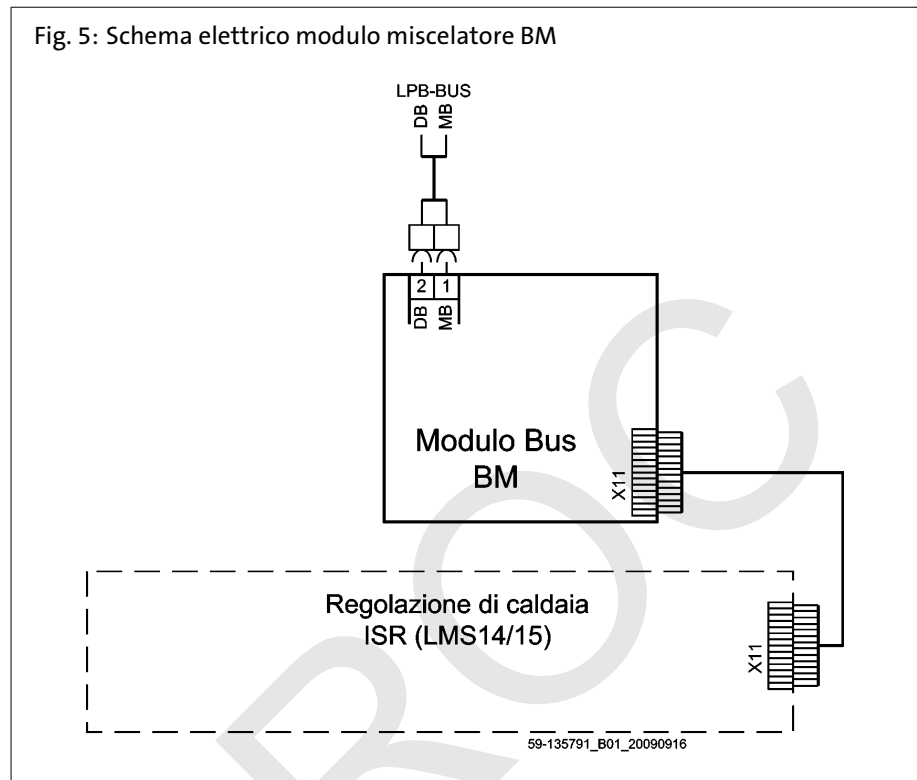 Fig. 5: Schema elettrico modulo miscelatore BM
LPB-BUS
DB MB
2 1
DB MB
Modulo Bus
BM
X11
Regolazione di caldaia
ISR (LMS14/15)
X11
59-135791_B01_20090916
ROC